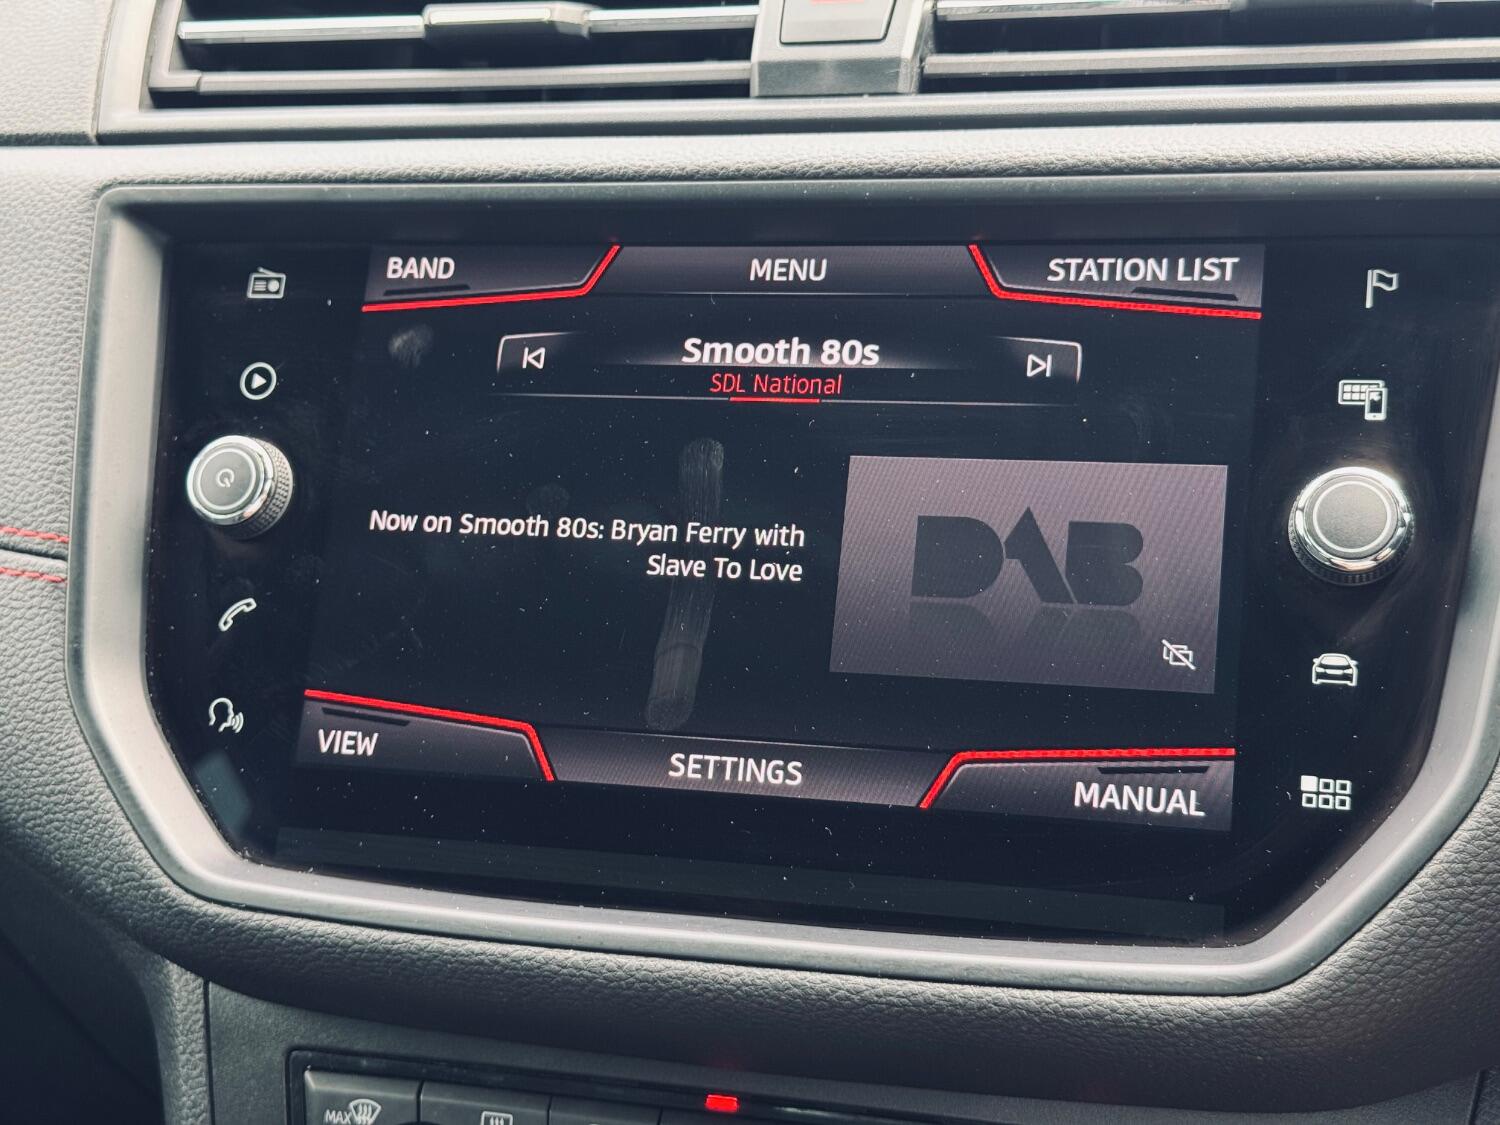 BAND
MENU
STATION LIST
Smooth 80s
SDL National
Now on Smooth 80s: Bryan Ferry with
Slave To Love
DAB
VIEW
SETTINGS
MANUAL
MAX